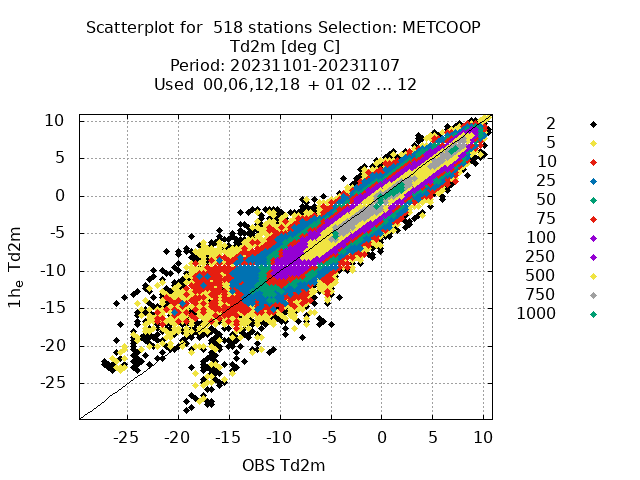 Scatterplot for  518 stations Selection: METCOOP
Td2m [deg C]
Period: 20231101-20231107
Used  00,06,12,18 + 01 02 ... 12
10
5
0
-5
-10
-15
-20
-25
1h_e  Td2m
-25 -20 -15 -10 -5 0 5 10
OBS Td2m
2
5
10
25
50
75
100
250
500
750
1000